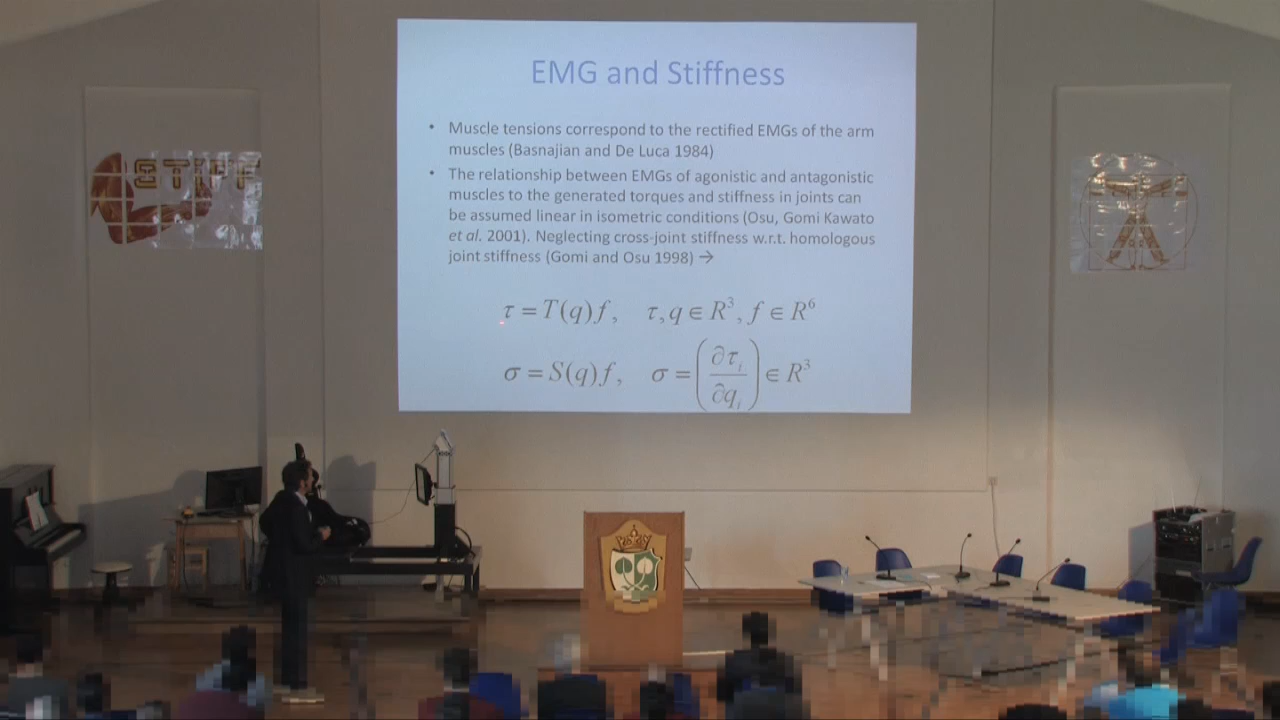 EMG and Stiffness
• Muscle tensions correspond to the rectified EMGs of the arm
muscles (Basnajian and De Luca 1984)
• The relationship between EMGs of agonistic and antagonistic
muscles to the generated torques and stiffness in joints can
be assumed linear in isometric conditions (Osu, Gomi Kawato
et al. 2001). Neglecting cross-joint stiffness w.r.t. homologous
joint stiffness (Gomi and Osu 1998) →
τ = T(q)f,   τ,q ∈ R³, f ∈ R⁶
σ = S(q)f,   σ = (∂τᵢ/∂qᵢ) ∈ R³
STIFF